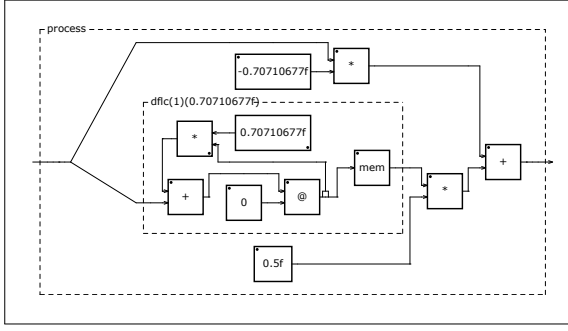 process
-0.70710677f
*
dflc(1)(0.70710677f)
*
0.70710677f
mem
+
+
0
@
*
0.5f